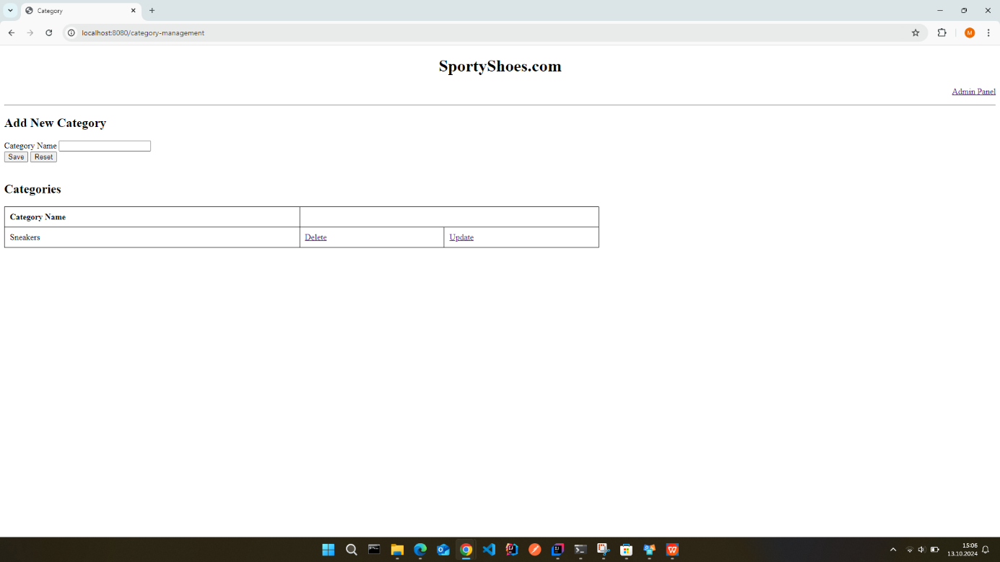 Category
localhost:8080/category-management
M
SportyShoes.com
Admin Panel
Add New Category
Category Name
Save Reset
Categories
Category Name
Sneakers Delete Update
15:06
13.10.2024